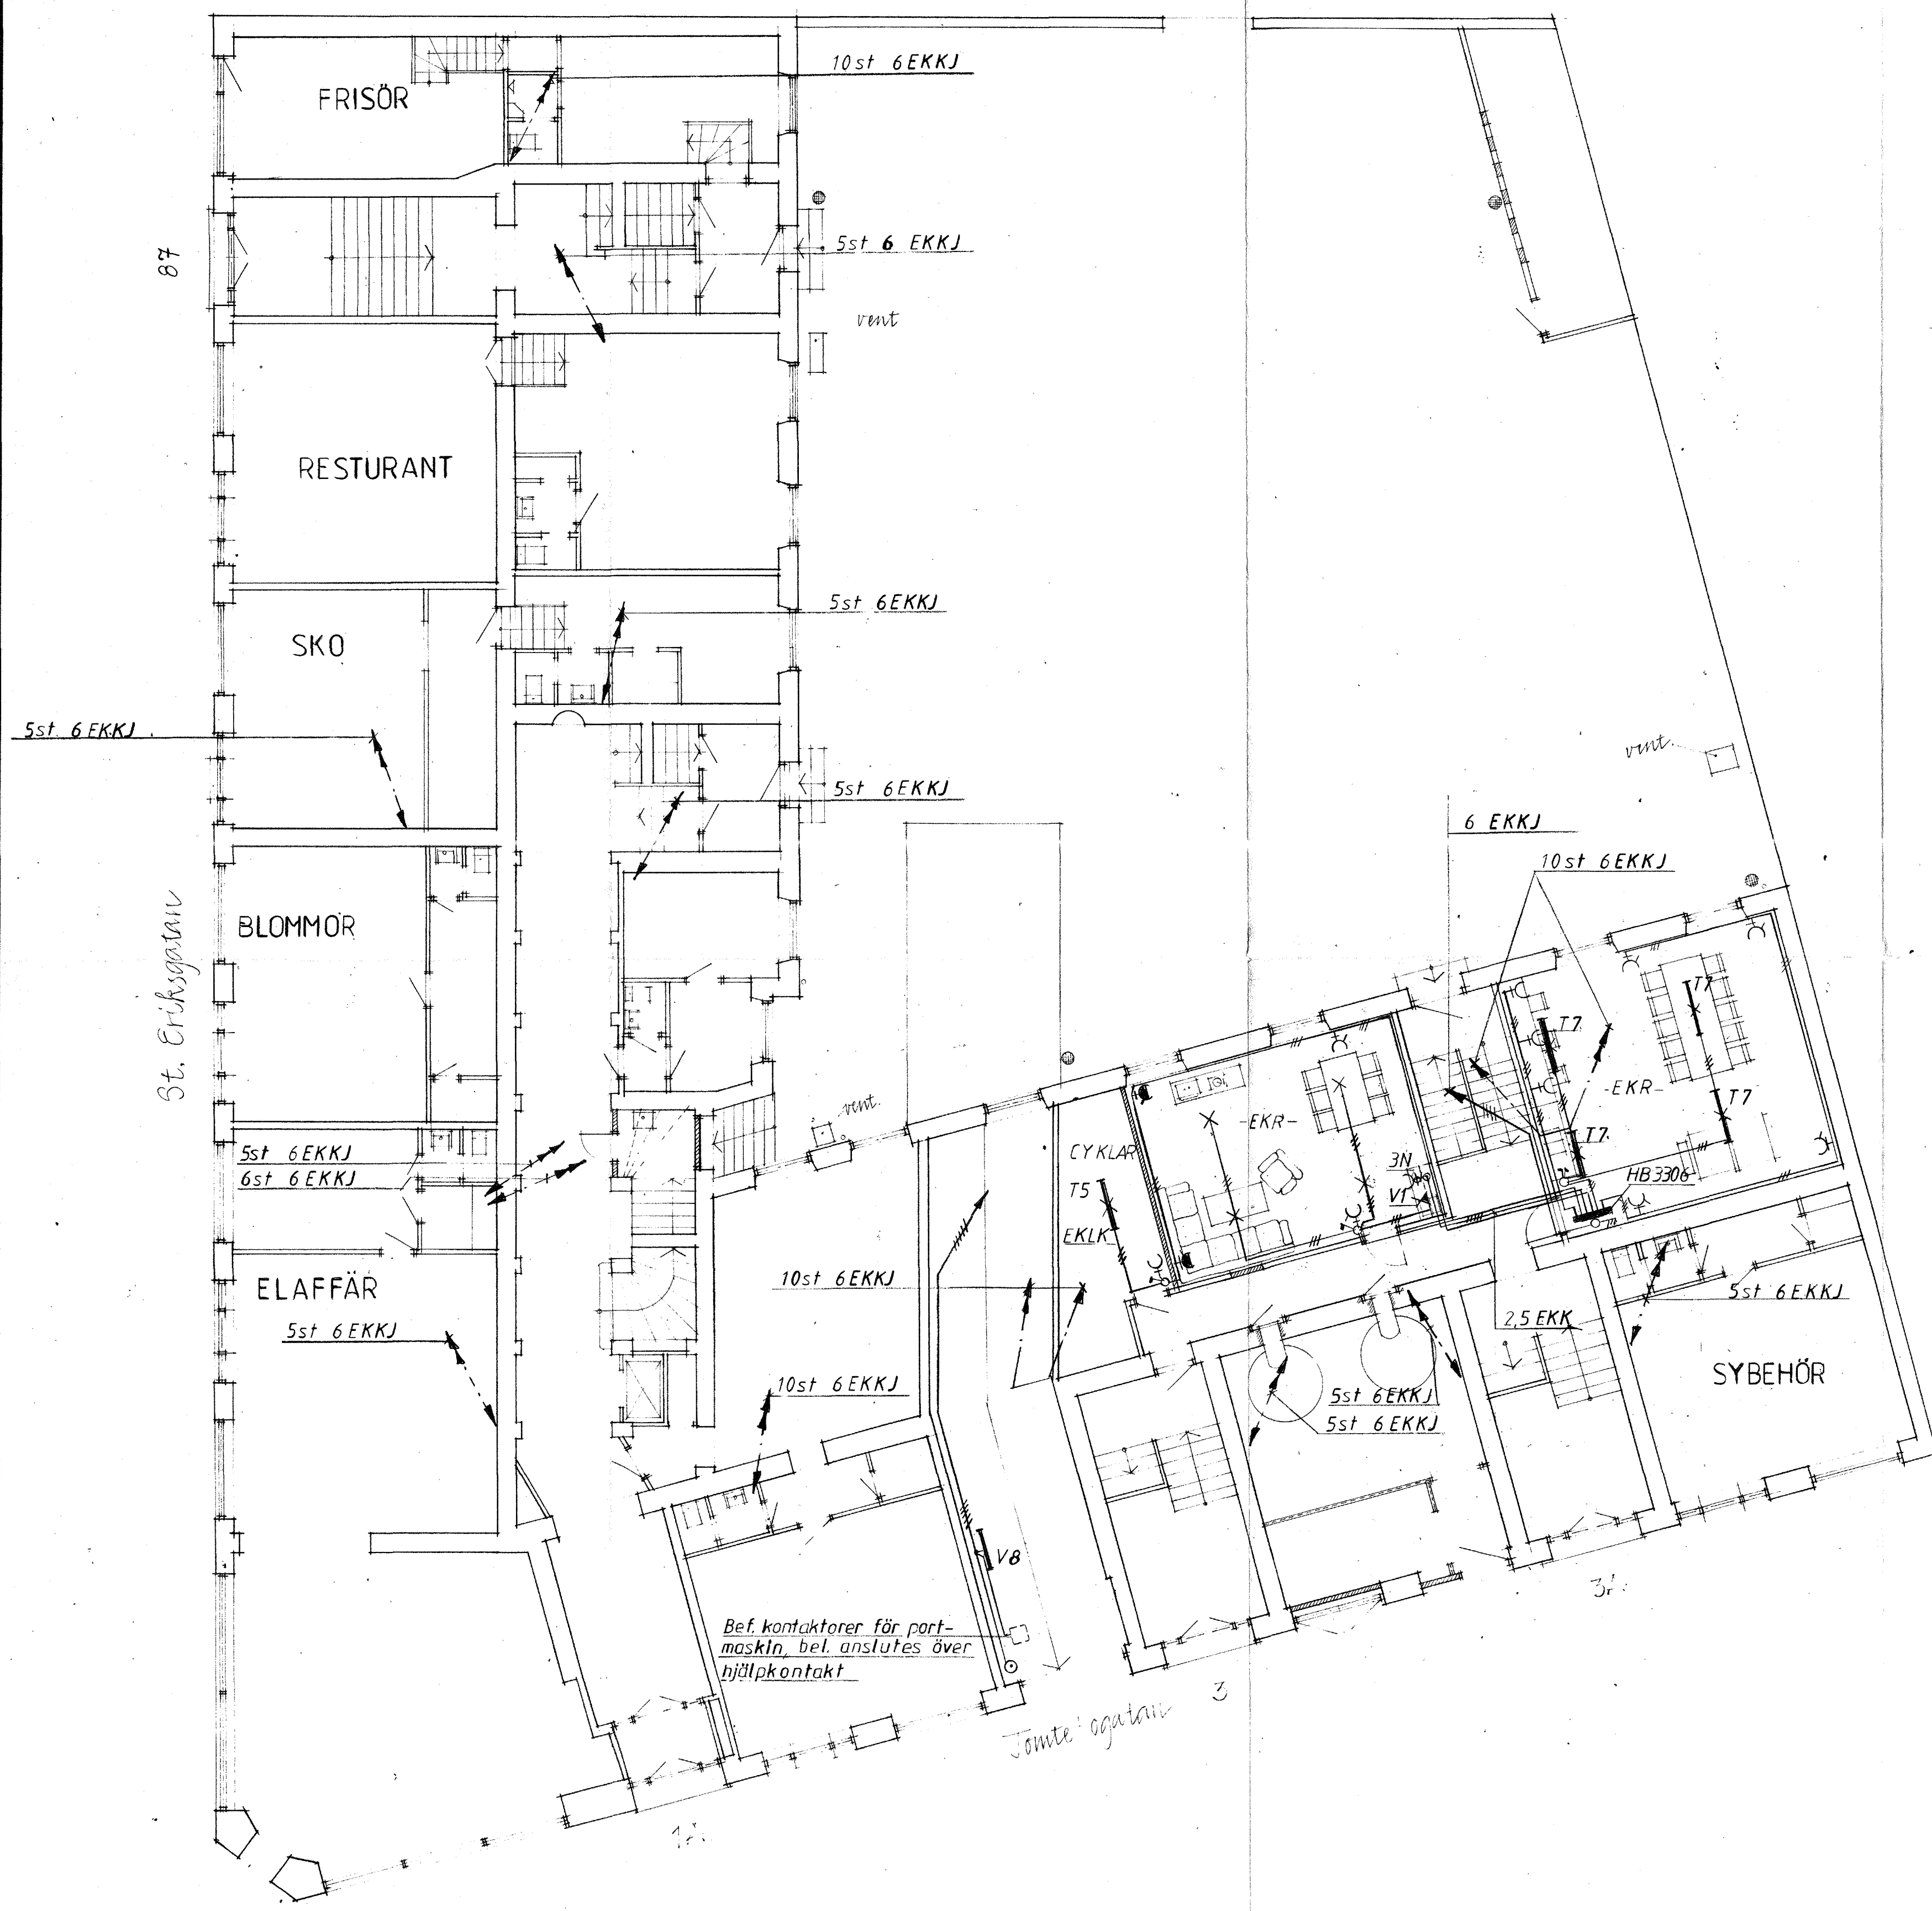 FRISÖR
10st 6EKKJ
87
5st 6 EKKJ
vent
RESTURANT
5st 6EKKJ
SKO
5st. 6 EKKJ
5st 6EKKJ
vent.
6 EKKJ
10st 6EKKJ
BLOMMOR
St. Eriksgatan
T7
T7
-EKR-
T7
T7
vent.
-EKR-
CYKLAR
3N
V1
T5
EKLK
HB3306
5st 6EKKJ
6st 6EKKJ
ELAFFÄR
5st 6EKKJ
10st 6EKKJ
5st 6EKKJ
2,5 EKK
SYBEHÖR
10st 6EKKJ
5st 6EKKJ
5st 6EKKJ
V8
Bef. kontaktorer för port-
maskin, bel. anslutes över
hjälpkontakt
3
1A